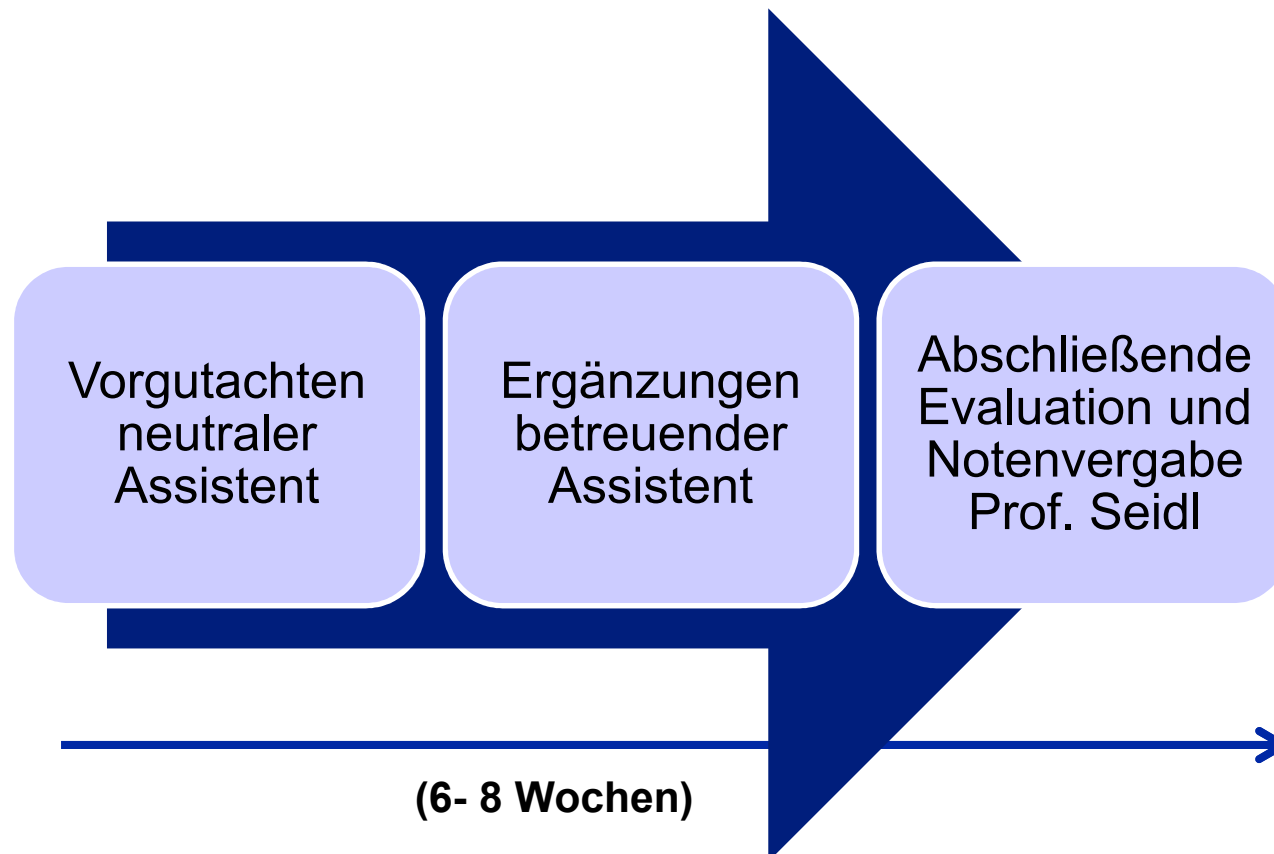 Vorgutachten
neutraler
Assistent
Ergänzungen
betreuender
Assistent
Abschließende
Evaluation und
Notenvergabe
Prof. Seidl
(6- 8 Wochen)